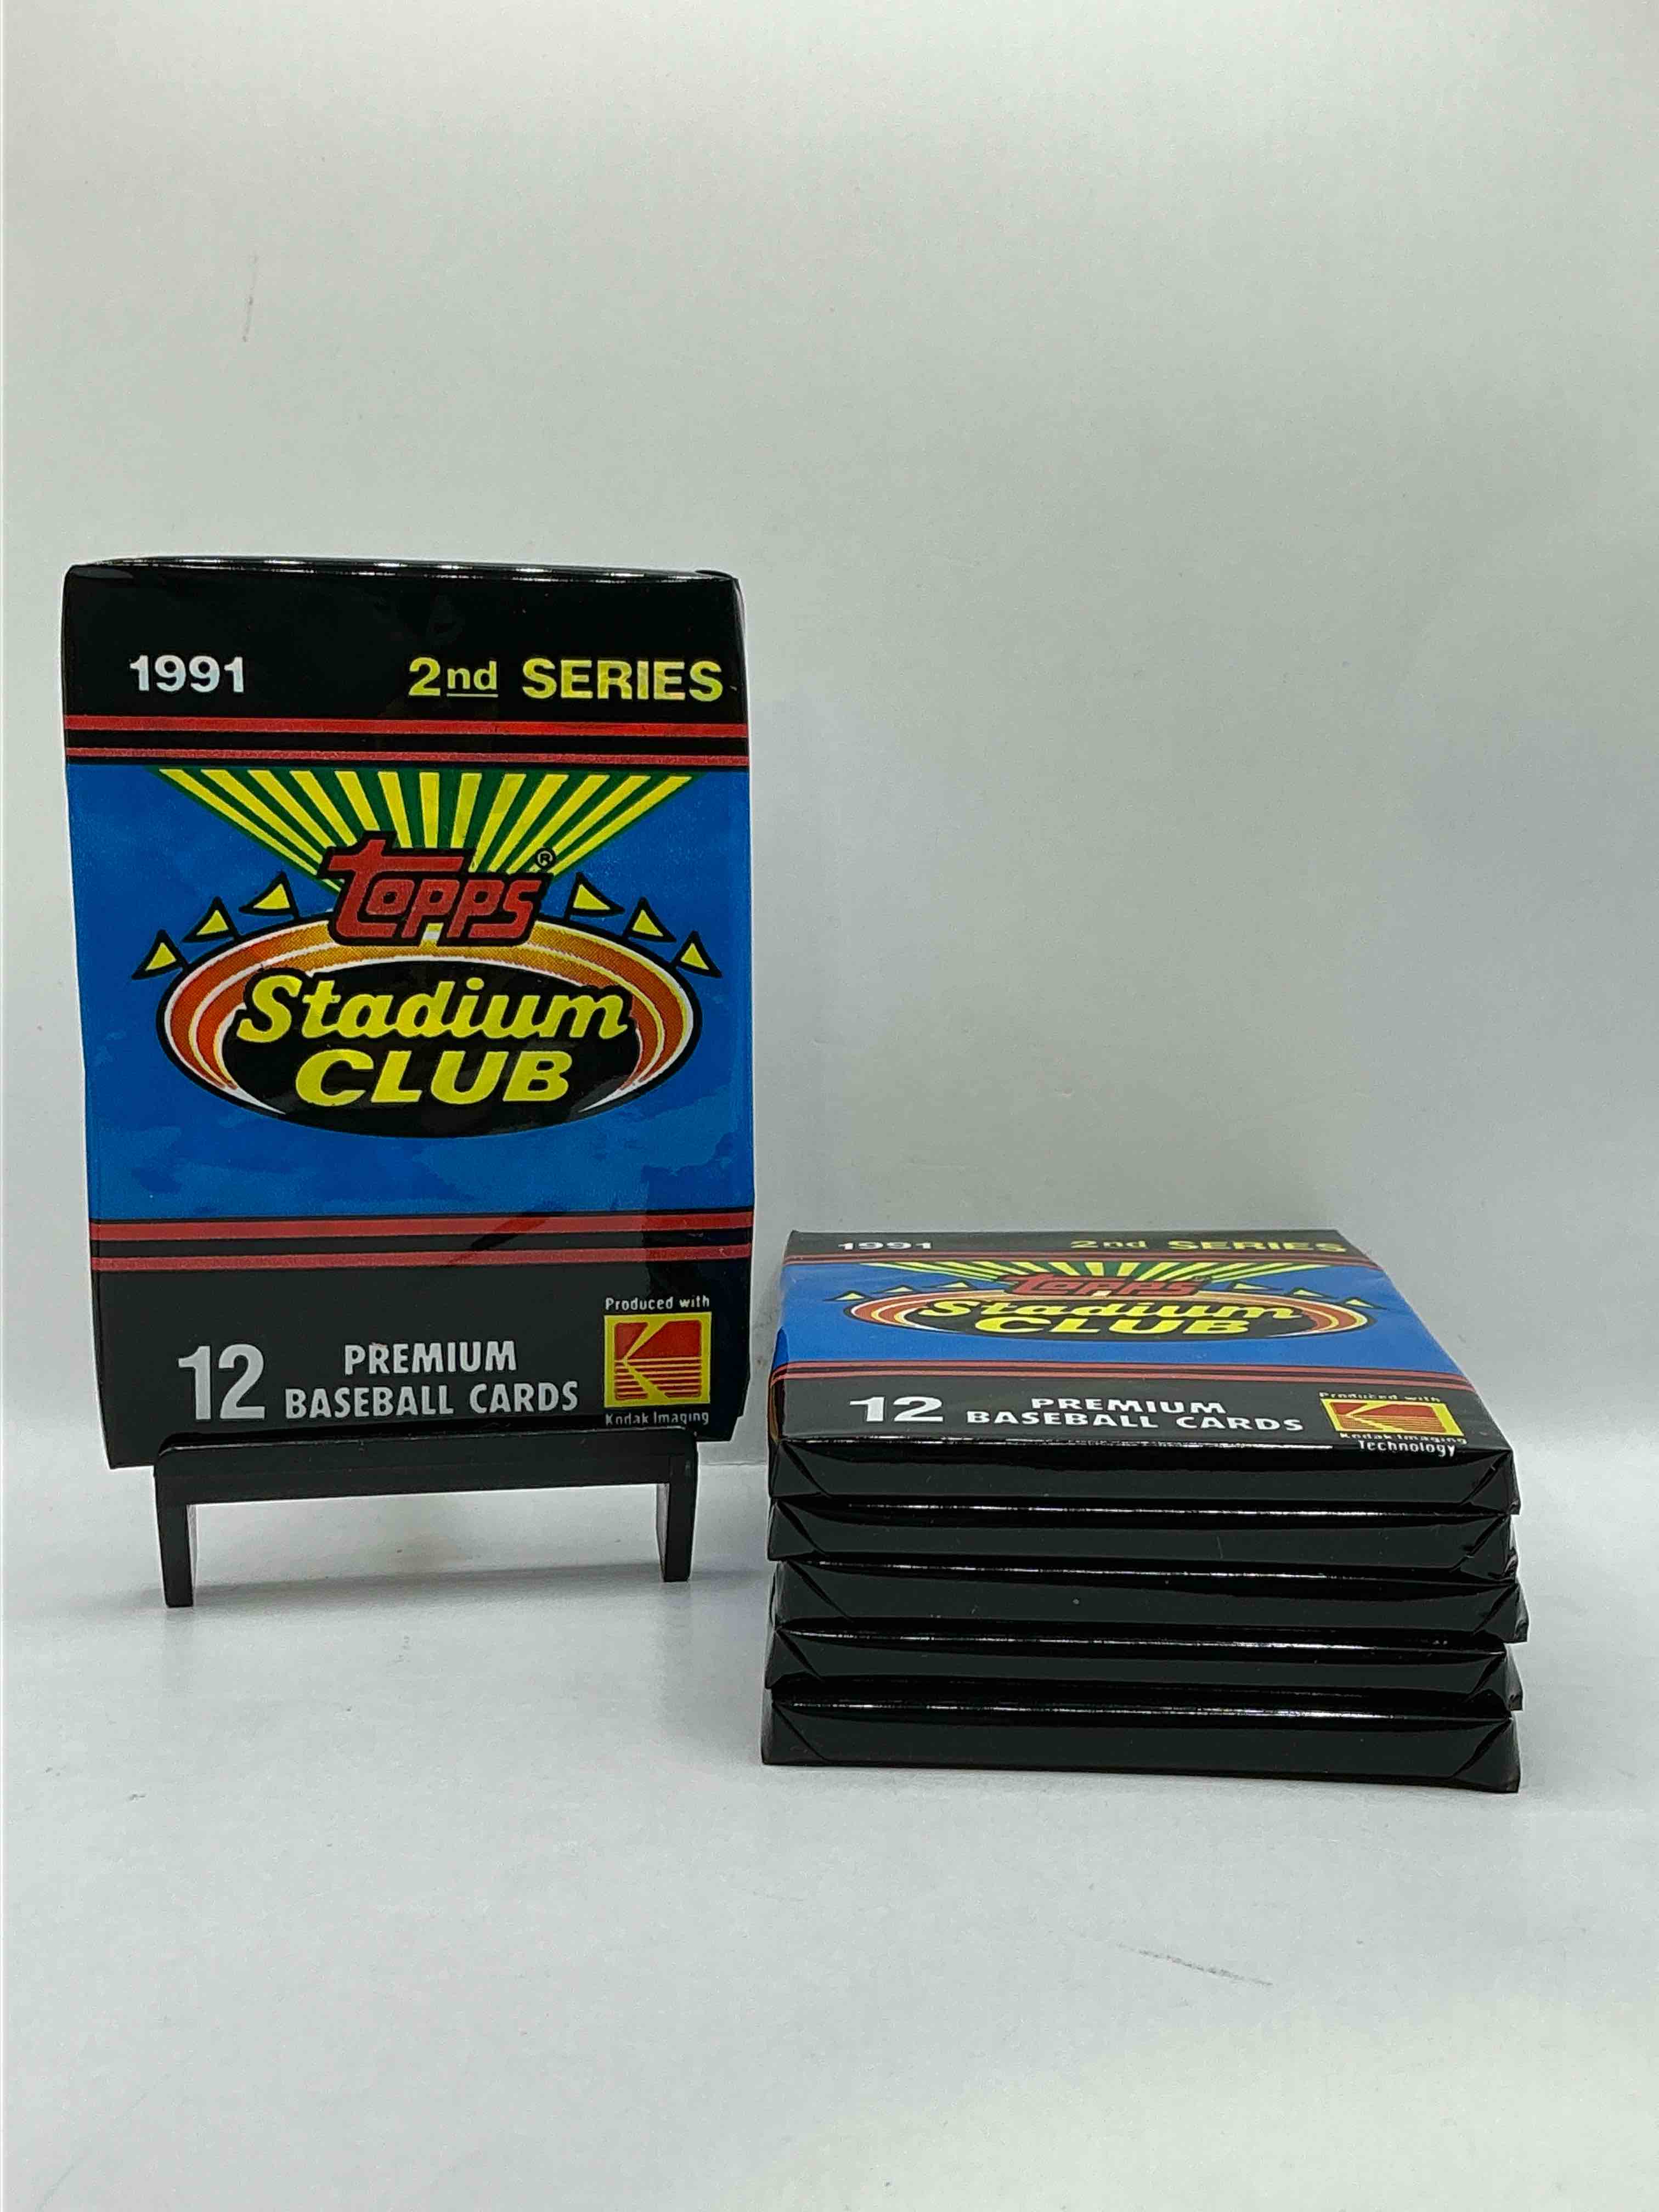 1991 2nd SERIES
topps®
Stadium
CLUB
12 PREMIUM
BASEBALL CARDS
Produced with
Kodak Imaging
1991 2nd SERIES
topps
Stadium
CLUB
12 PREMIUM
BASEBALL CARDS
Produced with
Kodak Imaging
Technology